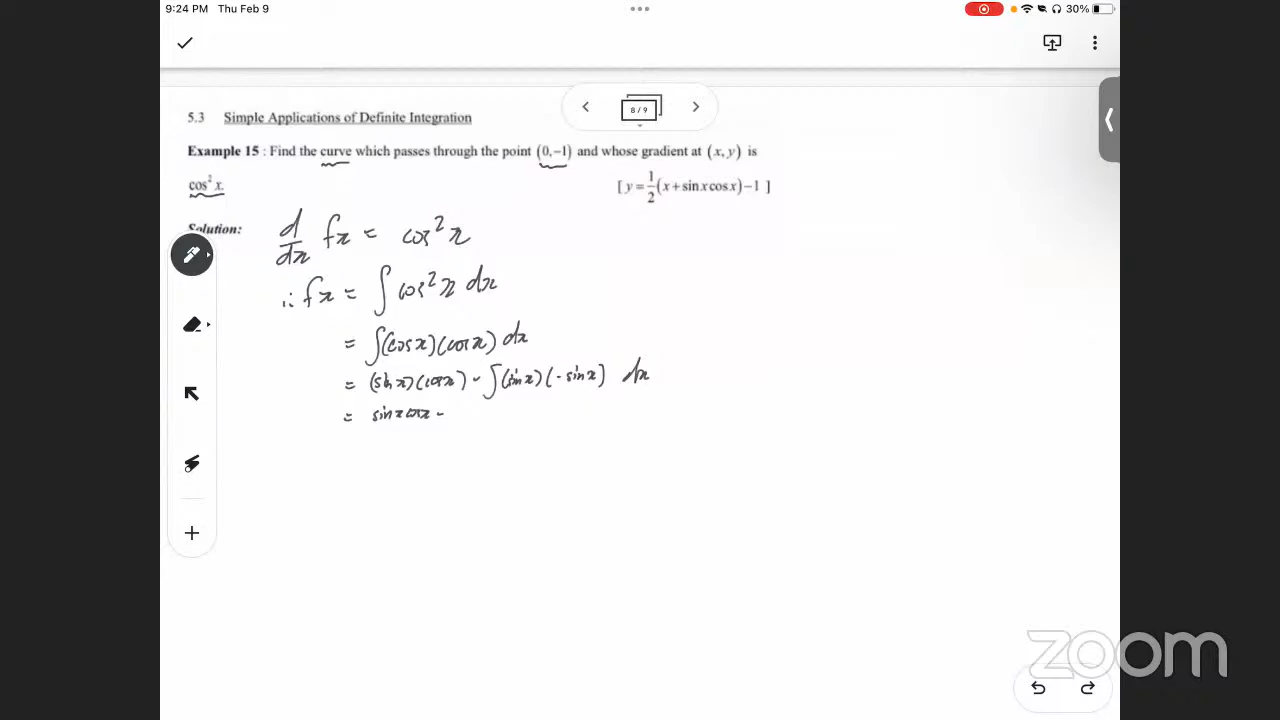 9:24 PM Thu Feb 9
30%
8 / 9
5.3 Simple Applications of Definite Integration
Example 15 : Find the curve which passes through the point (0,−1) and whose gradient at (x, y) is
cos² x.
[ y = 1/2 (x + sin x cos x) − 1 ]
Solution:
d/dx fx = cos² x
∴ fx = ∫ cos² x dx
= ∫(cos x)(cos x) dx
= (sin x)(cos x) - ∫(sin x)(-sin x) dx
= sin x cos x -
zoom